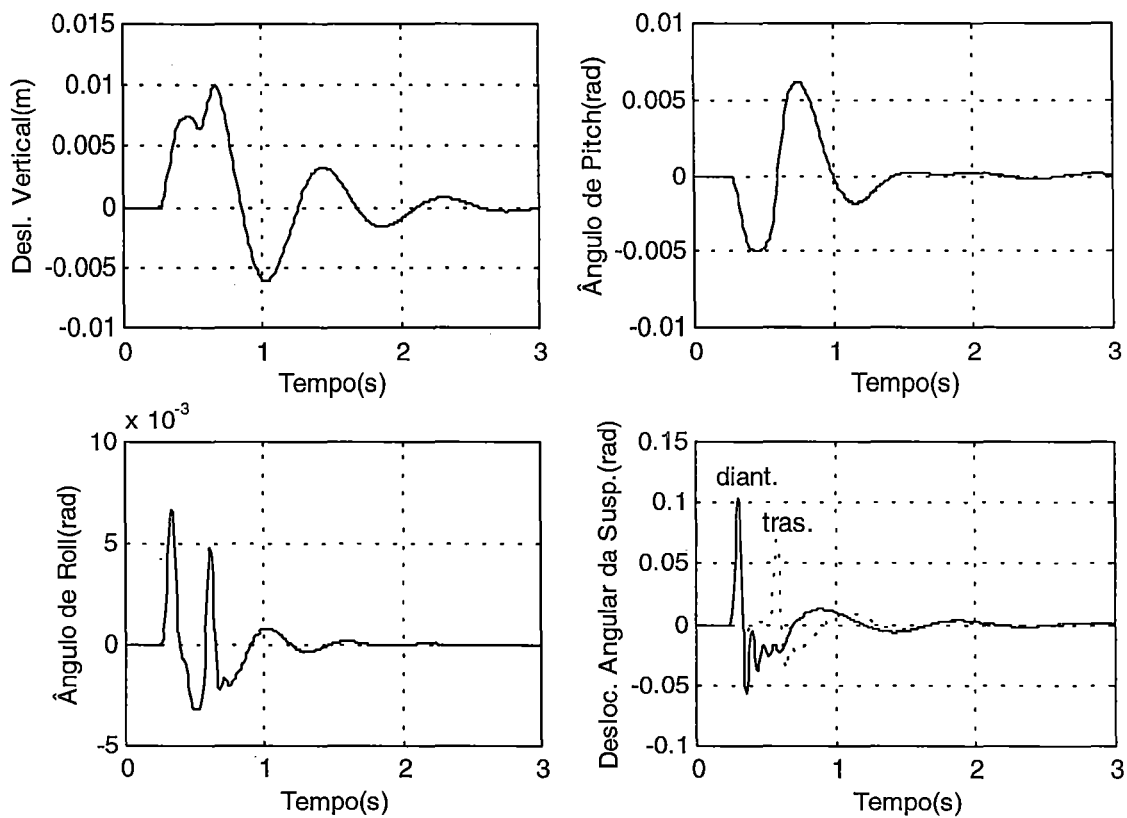 0.015
0.01
0.005
0
-0.005
-0.01
Desl. Vertical(m)
0 1 2 3
Tempo(s)
0.01
0.005
0
-0.005
-0.01
Ângulo de Pitch(rad)
0 1 2 3
Tempo(s)
x 10-3
10
5
0
-5
Ângulo de Roll(rad)
0 1 2 3
Tempo(s)
0.15
0.1
0.05
0
-0.05
-0.1
Desloc. Angular da Susp.(rad)
diant.
tras.
0 1 2 3
Tempo(s)